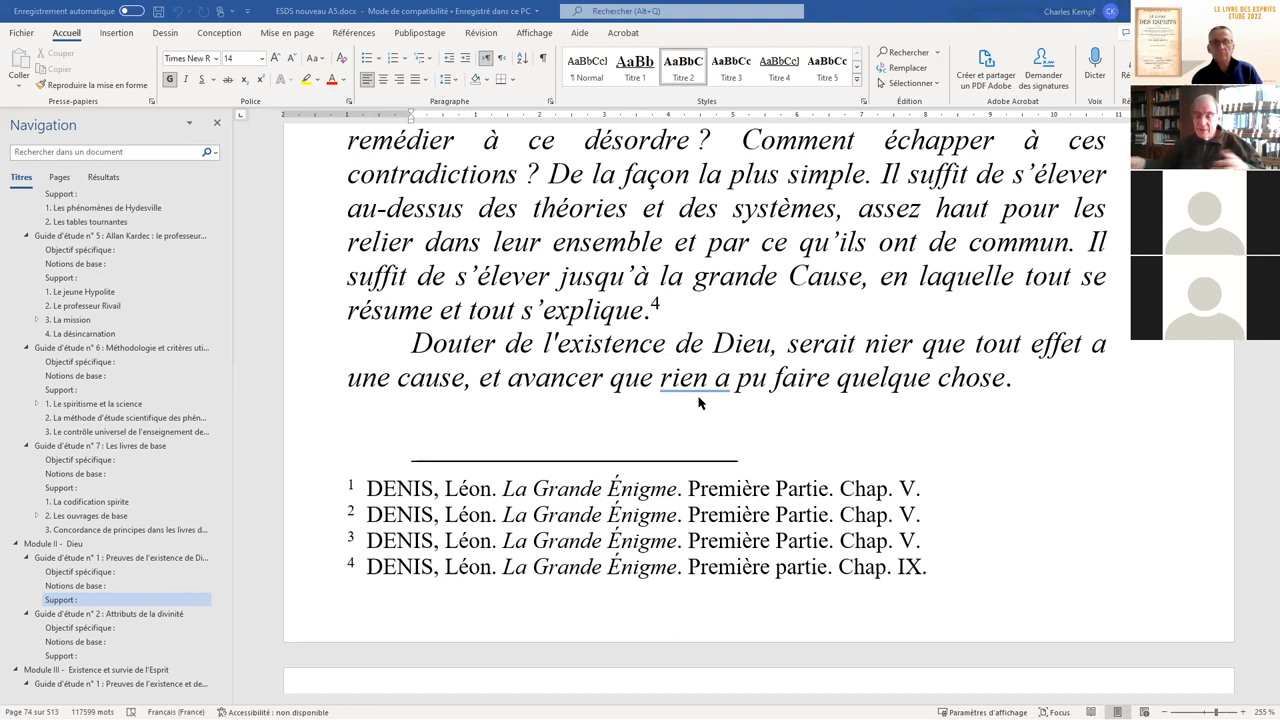 Enregistrement automatique
ESDS nouveau A5.docx - Mode de compatibilité • Enregistré dans ce PC
Rechercher (Alt+Q)
Charles Kempf
CK
LE LIVRE DES ESPRITS
ETUDE 2022
Fichier
Accueil
Insertion
Dessin
Conception
Mise en page
Références
Publipostage
Révision
Affichage
Aide
Acrobat
Coller
Couper
Copier
Reproduire la mise en forme
Presse-papiers
Times New R
14
G I S ab
Police
Paragraphe
AaBbCcI
¶ Normal
AaBb
Titre 1
AaBbC
Titre 2
AaBbCc
Titre 3
AaBbCcI
Titre 4
AaBbCc
Titre 5
Styles
Rechercher
Remplacer
Sélectionner
Édition
Créer et partager
un PDF Adobe
Demander
des signatures
Adobe Acrobat
Dicter
Voix
Navigation
Rechercher dans un document
Titres
Pages
Résultats
Support :
1. Les phénomènes de Hydesville
2. Les tables tournantes
Guide d'étude n° 5 : Allan Kardec : le professeur...
Objectif spécifique :
Notions de base :
Support :
1. Le jeune Hypolite
2. Le professeur Rivail
3. La mission
4. La désincarnation
Guide d'étude n° 6 : Méthodologie et critères uti...
Objectif spécifique :
Notions de base :
Support :
1. Le spiritisme et la science
2. La méthode d'étude scientifique des phén...
3. Le contrôle universel de l'enseignement de...
Guide d'étude n° 7 : Les livres de base
Objectif spécifique :
Notions de base :
Support :
1. La codification spirite
2. Les ouvrages de base
3. Concordance de principes dans les livres d...
Module II - Dieu
Guide d'étude n° 1 : Preuves de l'existence de Di...
Objectif spécifique :
Notions de base :
Support :
Guide d'étude n° 2 : Attributs de la divinité
Objectif spécifique :
Notions de base :
Support :
Module III - Existence et survie de l'Esprit
Guide d'étude n° 1 : Preuves de l'existence et de...
remédier à ce désordre ? Comment échapper à ces
contradictions ? De la façon la plus simple. Il suffit de s’élever
au-dessus des théories et des systèmes, assez haut pour les
relier dans leur ensemble et par ce qu’ils ont de commun. Il
suffit de s’élever jusqu’à la grande Cause, en laquelle tout se
résume et tout s’explique.4
Douter de l'existence de Dieu, serait nier que tout effet a
une cause, et avancer que rien a pu faire quelque chose.
1 DENIS, Léon. La Grande Énigme. Première Partie. Chap. V.
2 DENIS, Léon. La Grande Énigme. Première Partie. Chap. V.
3 DENIS, Léon. La Grande Énigme. Première Partie. Chap. V.
4 DENIS, Léon. La Grande Énigme. Première partie. Chap. IX.
Page 74 sur 513
117599 mots
Français (France)
Accessibilité : non disponible
Paramètres d'affichage
Focus
255 %